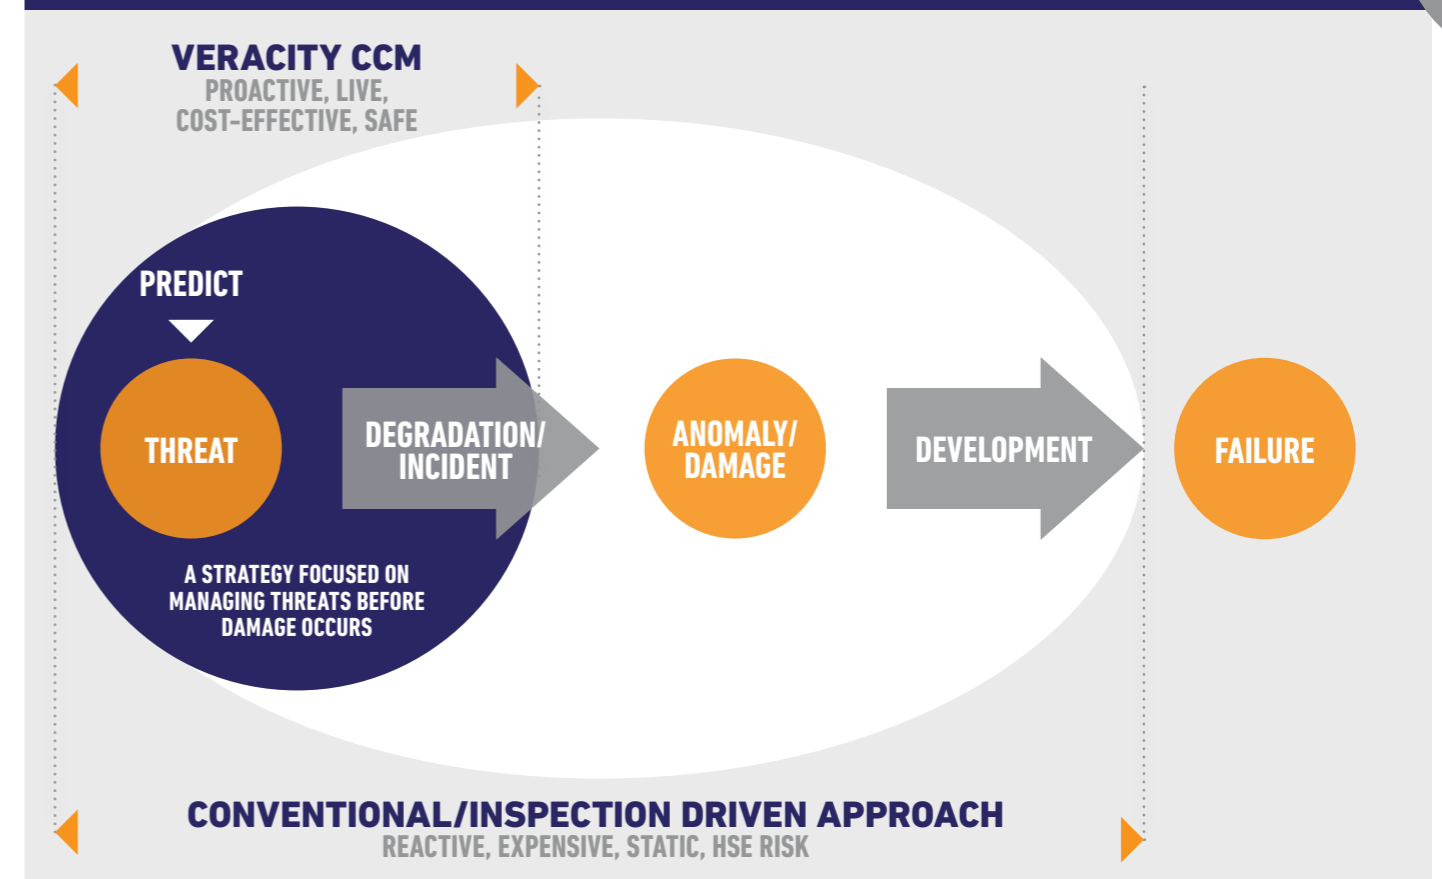 VERACITY CCM
PROACTIVE, LIVE,
COST-EFFECTIVE, SAFE
PREDICT
THREAT
DEGRADATION/
INCIDENT
ANOMALY/
DAMAGE
DEVELOPMENT
FAILURE
A STRATEGY FOCUSED ON
MANAGING THREATS BEFORE
DAMAGE OCCURS
CONVENTIONAL/INSPECTION DRIVEN APPROACH
REACTIVE, EXPENSIVE, STATIC, HSE RISK